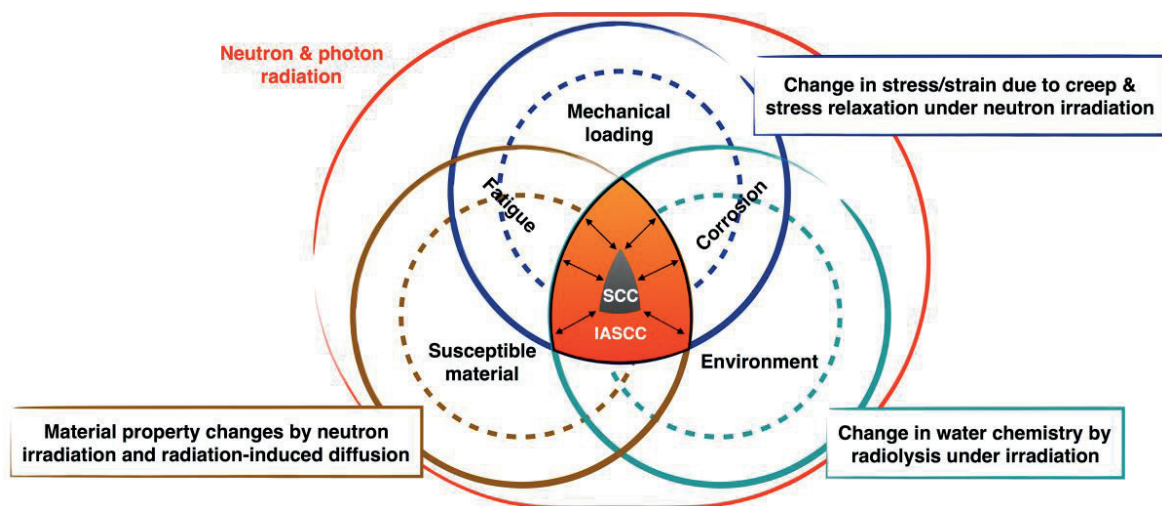 Neutron & photon
radiation
Change in stress/strain due to creep &
stress relaxation under neutron irradiation
Mechanical
loading
Fatigue
Corrosion
SCC
IASCC
Susceptible
material
Environment
Material property changes by neutron
irradiation and radiation-induced diffusion
Change in water chemistry by
radiolysis under irradiation